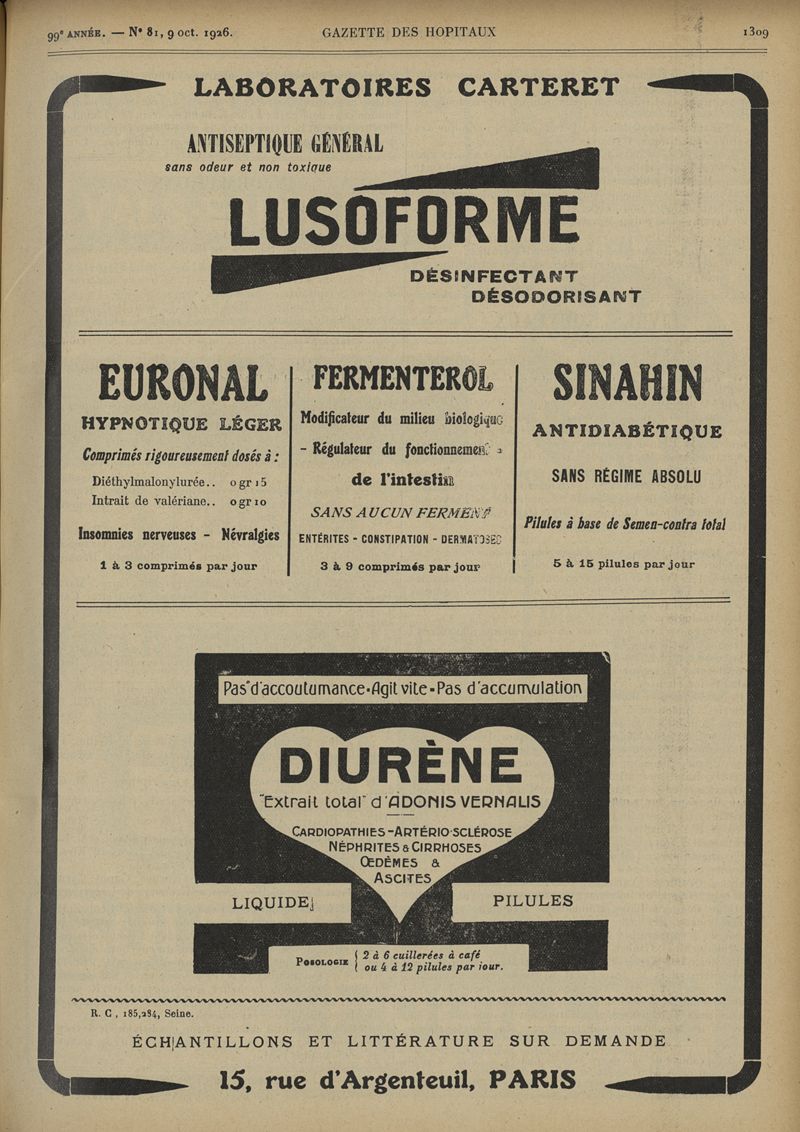 99e ANNÉE. — N° 81, 9 oct. 1926. GAZETTE DES HOPITAUX 1309
LABORATOIRES CARTERET
ANTISEPTIQUE GÉNÉRAL
sans odeur et non toxique
LUSOFORME
DÉSINFECTANT
DÉSODORISANT
EURONAL
HYPNOTIQUE LÉGER
Comprimés rigoureusement dosés à :
Diéthylmalonylurée.. 0 gr 15
Intrait de valériane.. 0 gr 10
Insomnies nerveuses - Névralgies
1 à 3 comprimés par jour
FERMENTEROL
Modificateur du milieu biologique
- Régulateur du fonctionnement -
de l'intestin
SANS AUCUN FERMENT
ENTÉRITES - CONSTIPATION - DERMATOSES
3 à 9 comprimés par jour
SINAHIN
ANTIDIABÉTIQUE
SANS RÉGIME ABSOLU
Pilules à base de Semen-contra total
5 à 15 pilules par jour
Pas d'accoutumance-Agit vite-Pas d'accumulation
DIURÈNE
"Extrait total" d'ADONIS VERNALIS
CARDIOPATHIES-ARTÉRIO-SCLÉROSE
NÉPHRITES & CIRRHOSES
ŒDÈMES &
ASCITES
LIQUIDE
PILULES
POSOLOGIE { 2 à 6 cuillerées à café
ou 4 à 12 pilules par jour.
R. C, 185,284, Seine.
ÉCHANTILLONS ET LITTÉRATURE SUR DEMANDE
15, rue d'Argenteuil, PARIS